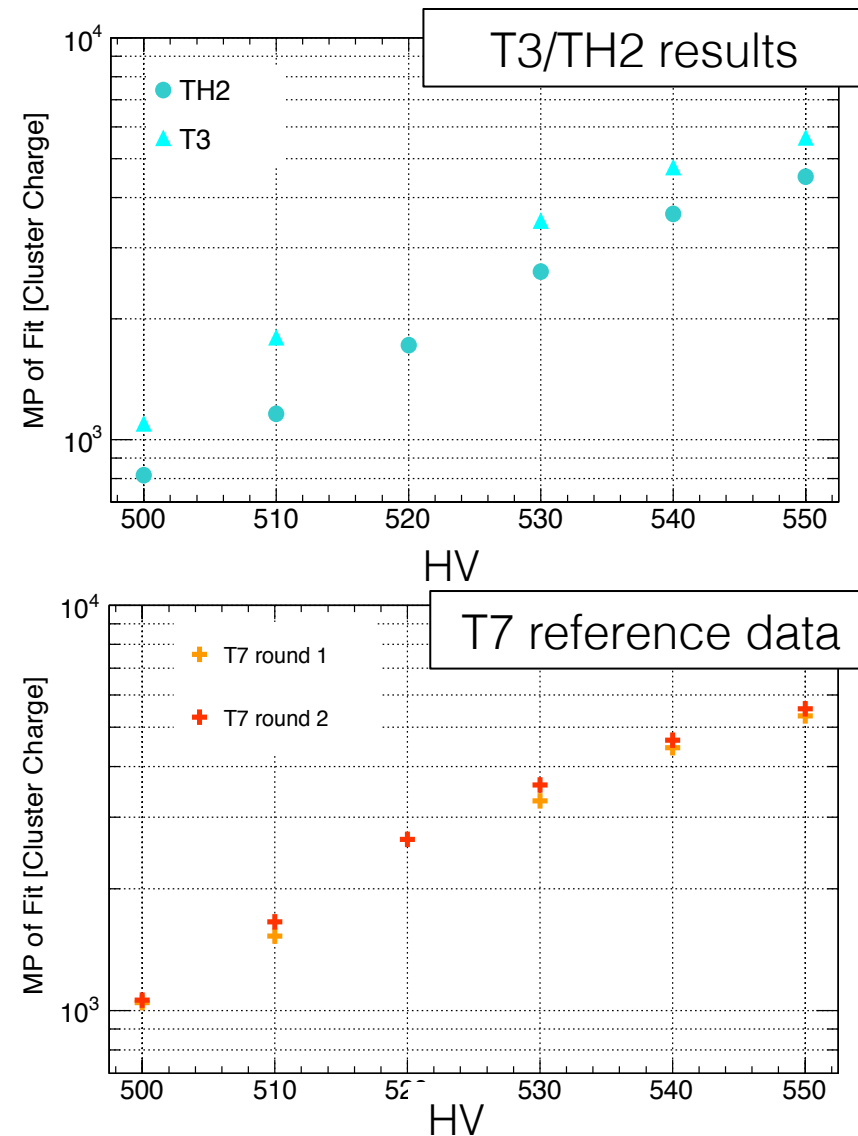 T3/TH2 results
10^4
TH2
T3
10^3
MP of Fit [Cluster Charge]
500 510 520 530 540 550
HV
T7 reference data
10^4
T7 round 1
T7 round 2
10^3
MP of Fit [Cluster Charge]
500 510 530 540 550
HV